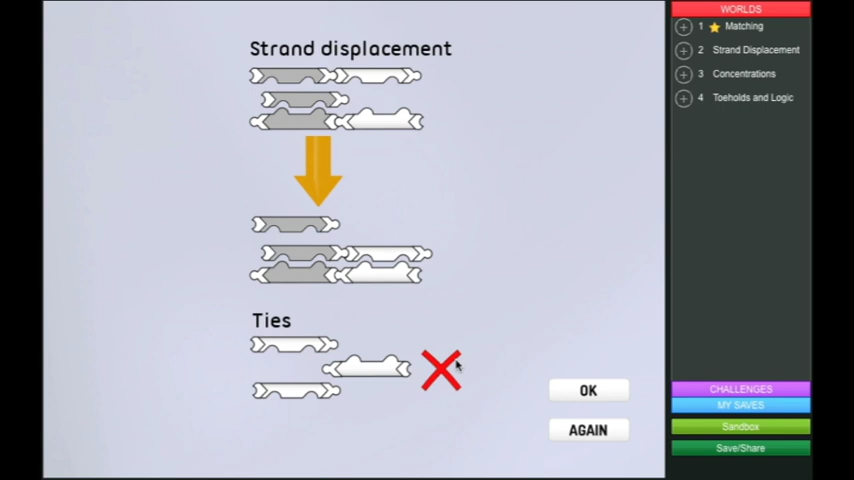 Strand displacement
Ties
OK
AGAIN
WORLDS
1 Matching
2 Strand Displacement
3 Concentrations
4 Toeholds and Logic
CHALLENGES
MY SAVES
Sandbox
Save/Share